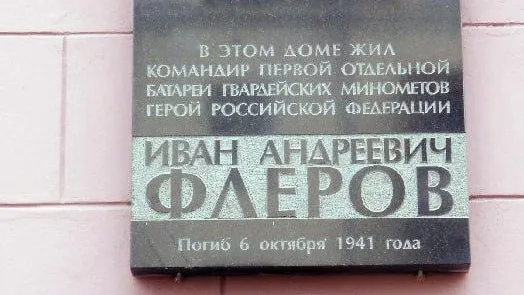 В ЭТОМ ДОМЕ ЖИЛ
КОМАНДИР ПЕРВОЙ ОТДЕЛЬНОЙ
БАТАРЕИ ГВАРДЕЙСКИХ МИНОМЕТОВ
ГЕРОЙ РОССИЙСКОЙ ФЕДЕРАЦИИ
ИВАН АНДРЕЕВИЧ
ФЛЕРОВ
Погиб 6 октября 1941 года